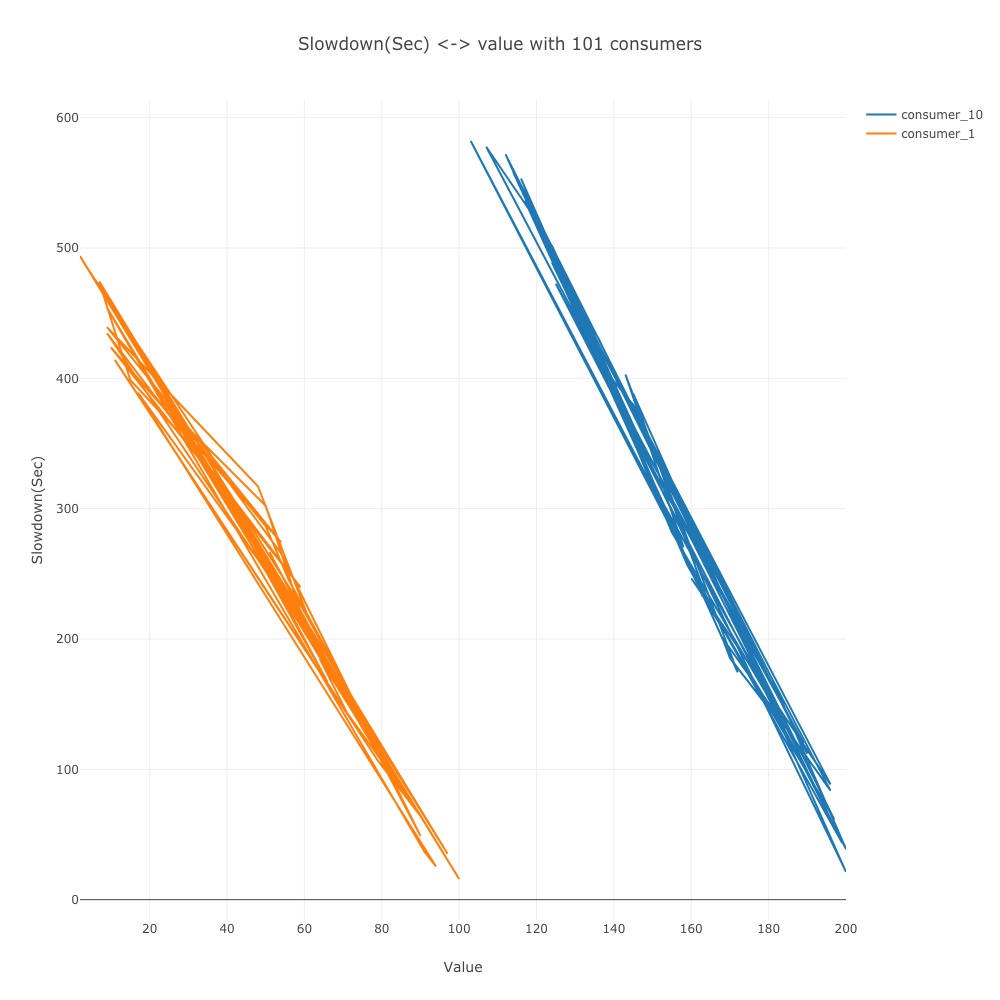 Slowdown(Sec) <-> value with 101 consumers
consumer_10
consumer_1
600
500
400
300
200
100
0
Slowdown(Sec)
20 40 60 80 100 120 140 160 180 200
Value